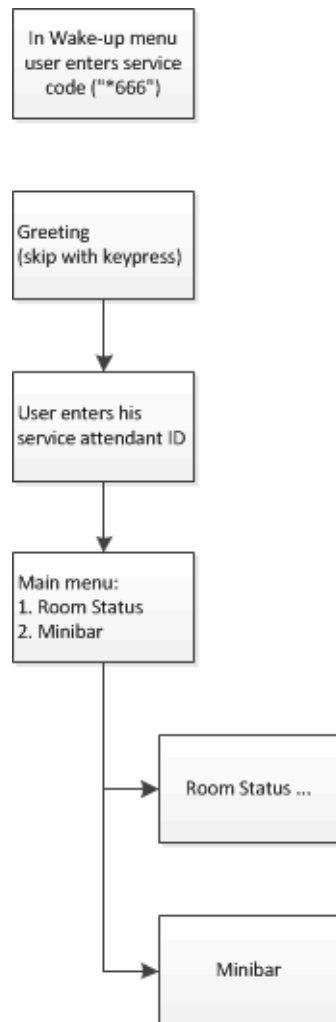 In Wake-up menu
user enters service
code ("*666")
Greeting
(skip with keypress)
User enters his
service attendant ID
Main menu:
1. Room Status
2. Minibar
Room Status ...
Minibar